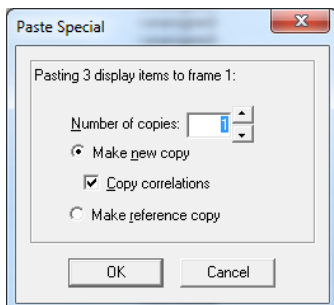 Paste Special
Pasting 3 display items to frame 1:
Number of copies: 1
Make new copy
Copy correlations
Make reference copy
OK Cancel